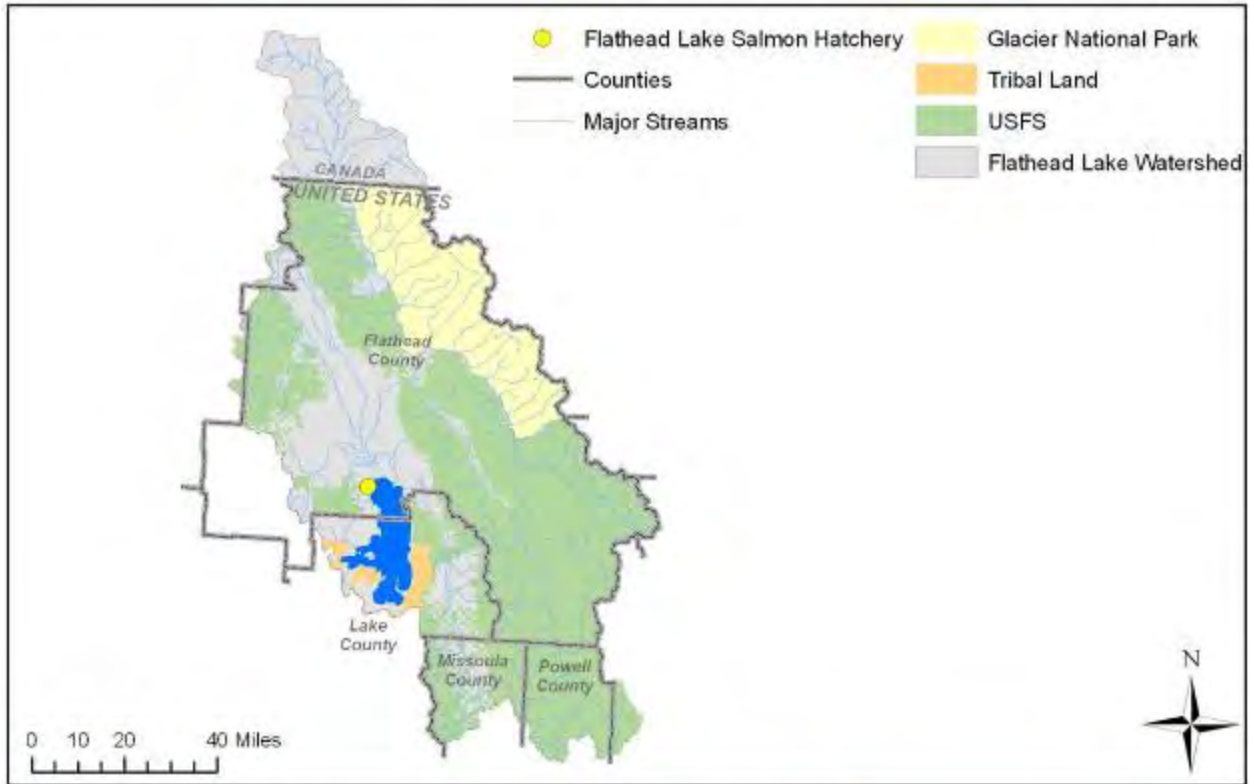 Flathead Lake Salmon Hatchery
Counties
Major Streams
Glacier National Park
Tribal Land
USFS
Flathead Lake Watershed
CANADA
UNITED STATES
Flathead
County
Lake
County
Missoula
County
Powell
County
N
0 10 20 40 Miles